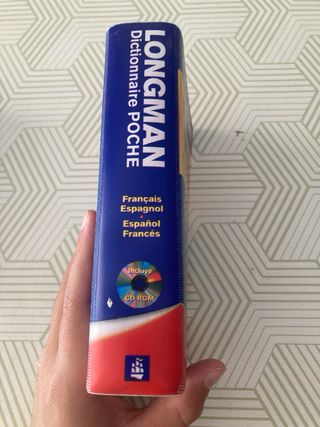 LONGMAN
Dictionnaire POCHE
Français
Espagnol
Español
Francés
Incluye
CD-ROM